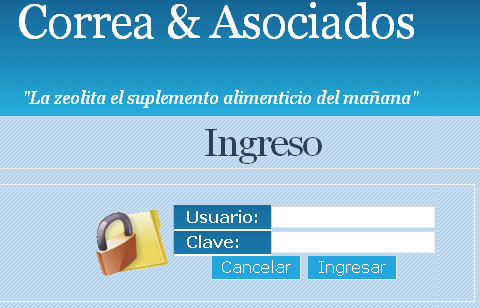 Correa & Asociados
"La zeolita el suplemento alimenticio del mañana"
Ingreso
Usuario:
Clave:
Cancelar Ingresar